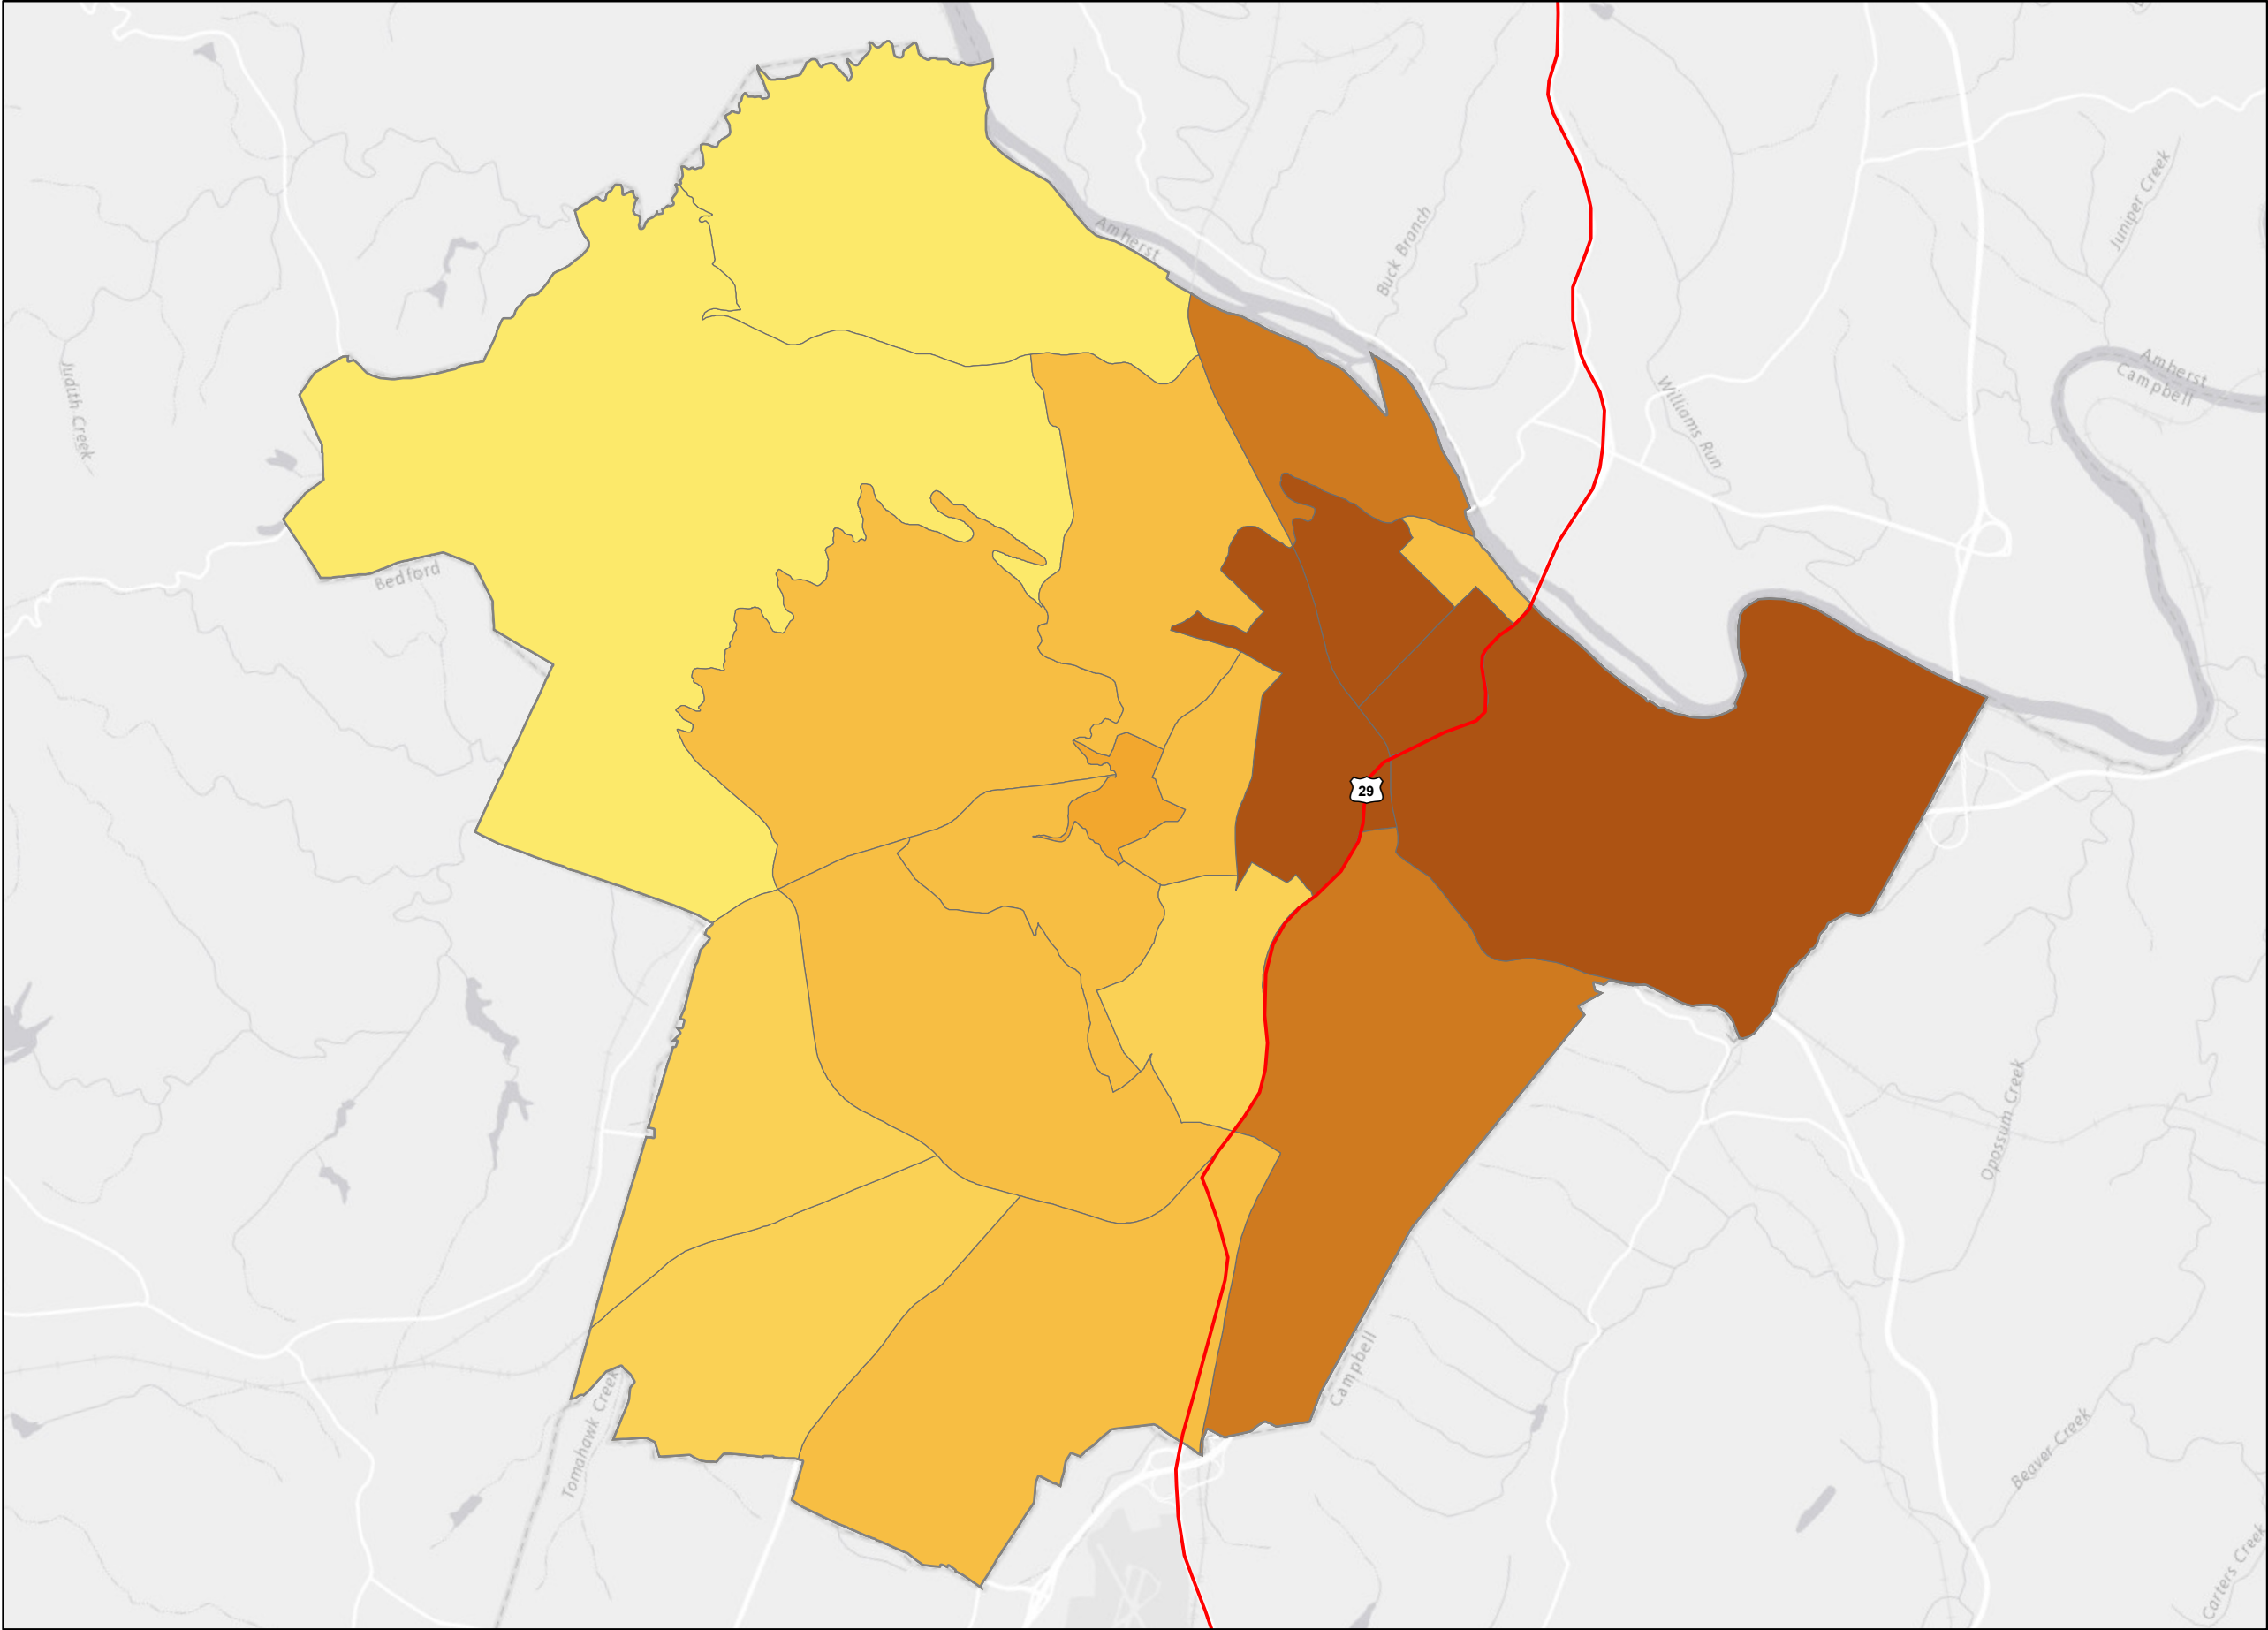 Amherst
Buck Branch
Juniper Creek
Judith Creek
Amherst
Campbell
Williams Run
Bedford
29
Opossum Creek
Campbell
Tomahawk Creek
Beaver Creek
Carters Creek